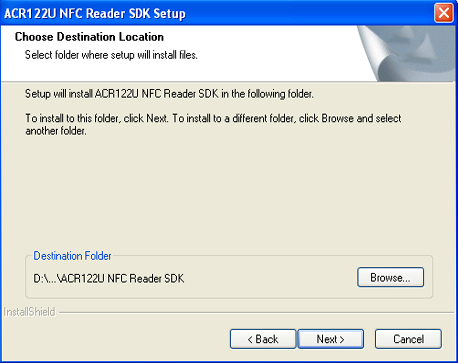 ACR122U NFC Reader SDK Setup
Choose Destination Location
Select folder where setup will install files.
Setup will install ACR122U NFC Reader SDK in the following folder.
To install to this folder, click Next. To install to a different folder, click Browse and select
another folder.
Destination Folder
D:\...\ACR122U NFC Reader SDK
Browse...
InstallShield
< Back
Next >
Cancel